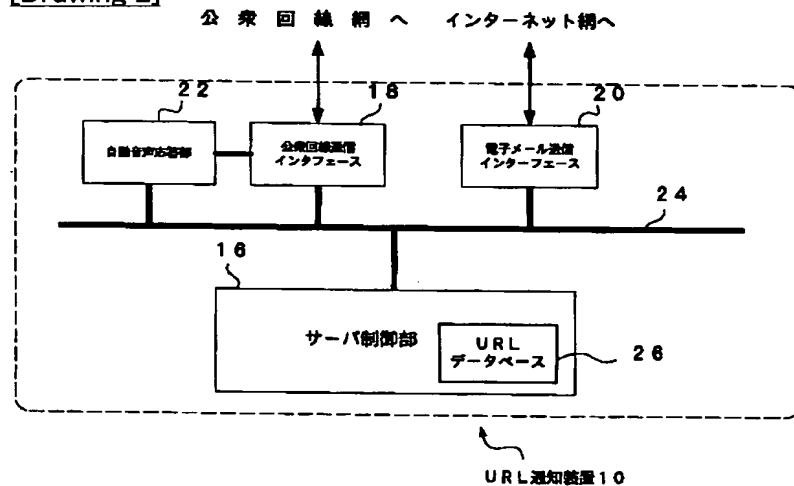 [Drawing 2]
公衆回線網へ インターネット網へ
22
18
20
自動音声応答部
公衆回線通信
インタフェース
電子メール送信
インターフェース
24
16
サーバ制御部
URL
データベース
26
URL通知装置10